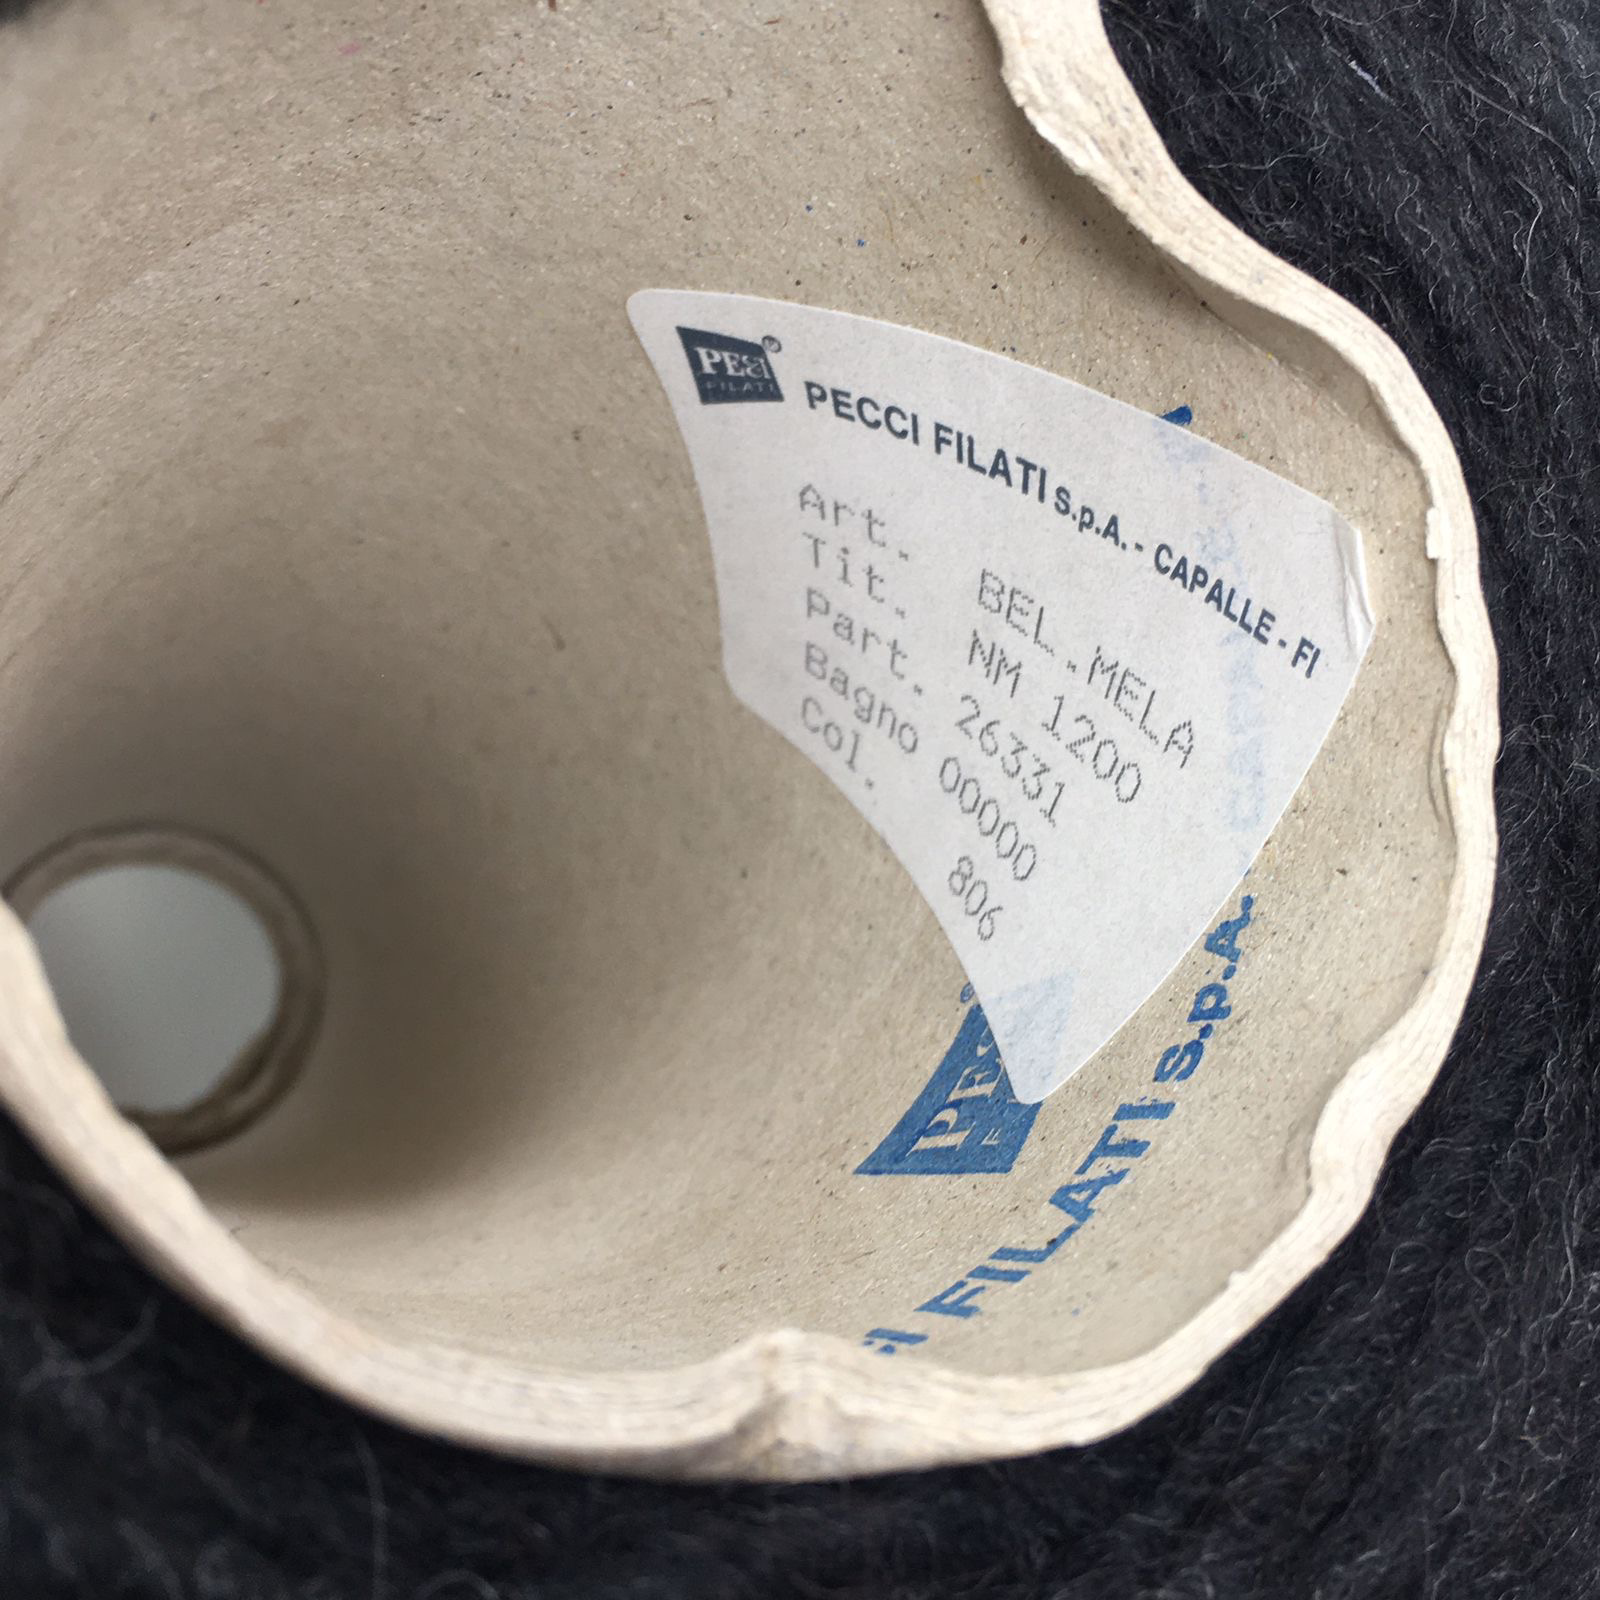 PECCI ®
FILATI
PECCI FILATI S.p.A. - CAPALLE - FI
Art. BEL.MELA
Tit. NM 1200
Part. 26331
Bagno 00000
Col. 806
FILATI S.p.A.